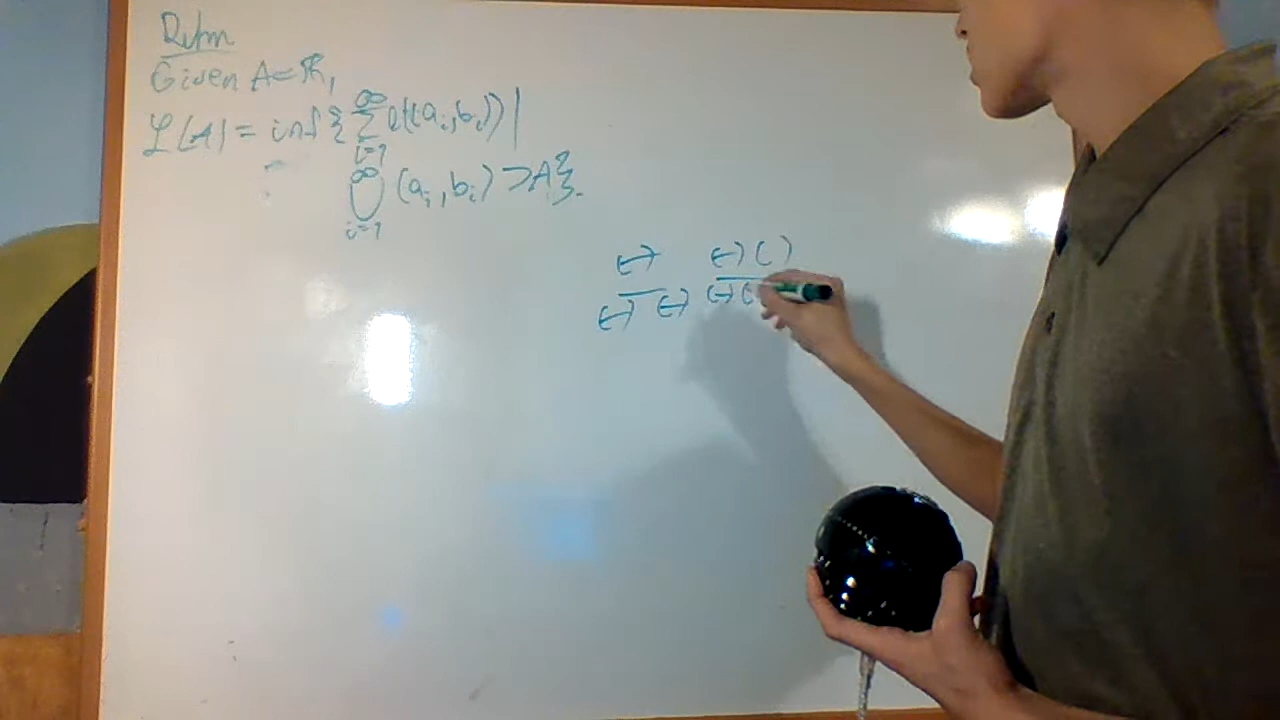 Defn
Given A ⊂ ℝ,
ℒ(A) = inf { ∑_{i=1}^{∞} ℓ((a_i, b_i)) |
⋃_{i=1}^{∞} (a_i, b_i) ⊃ A }.